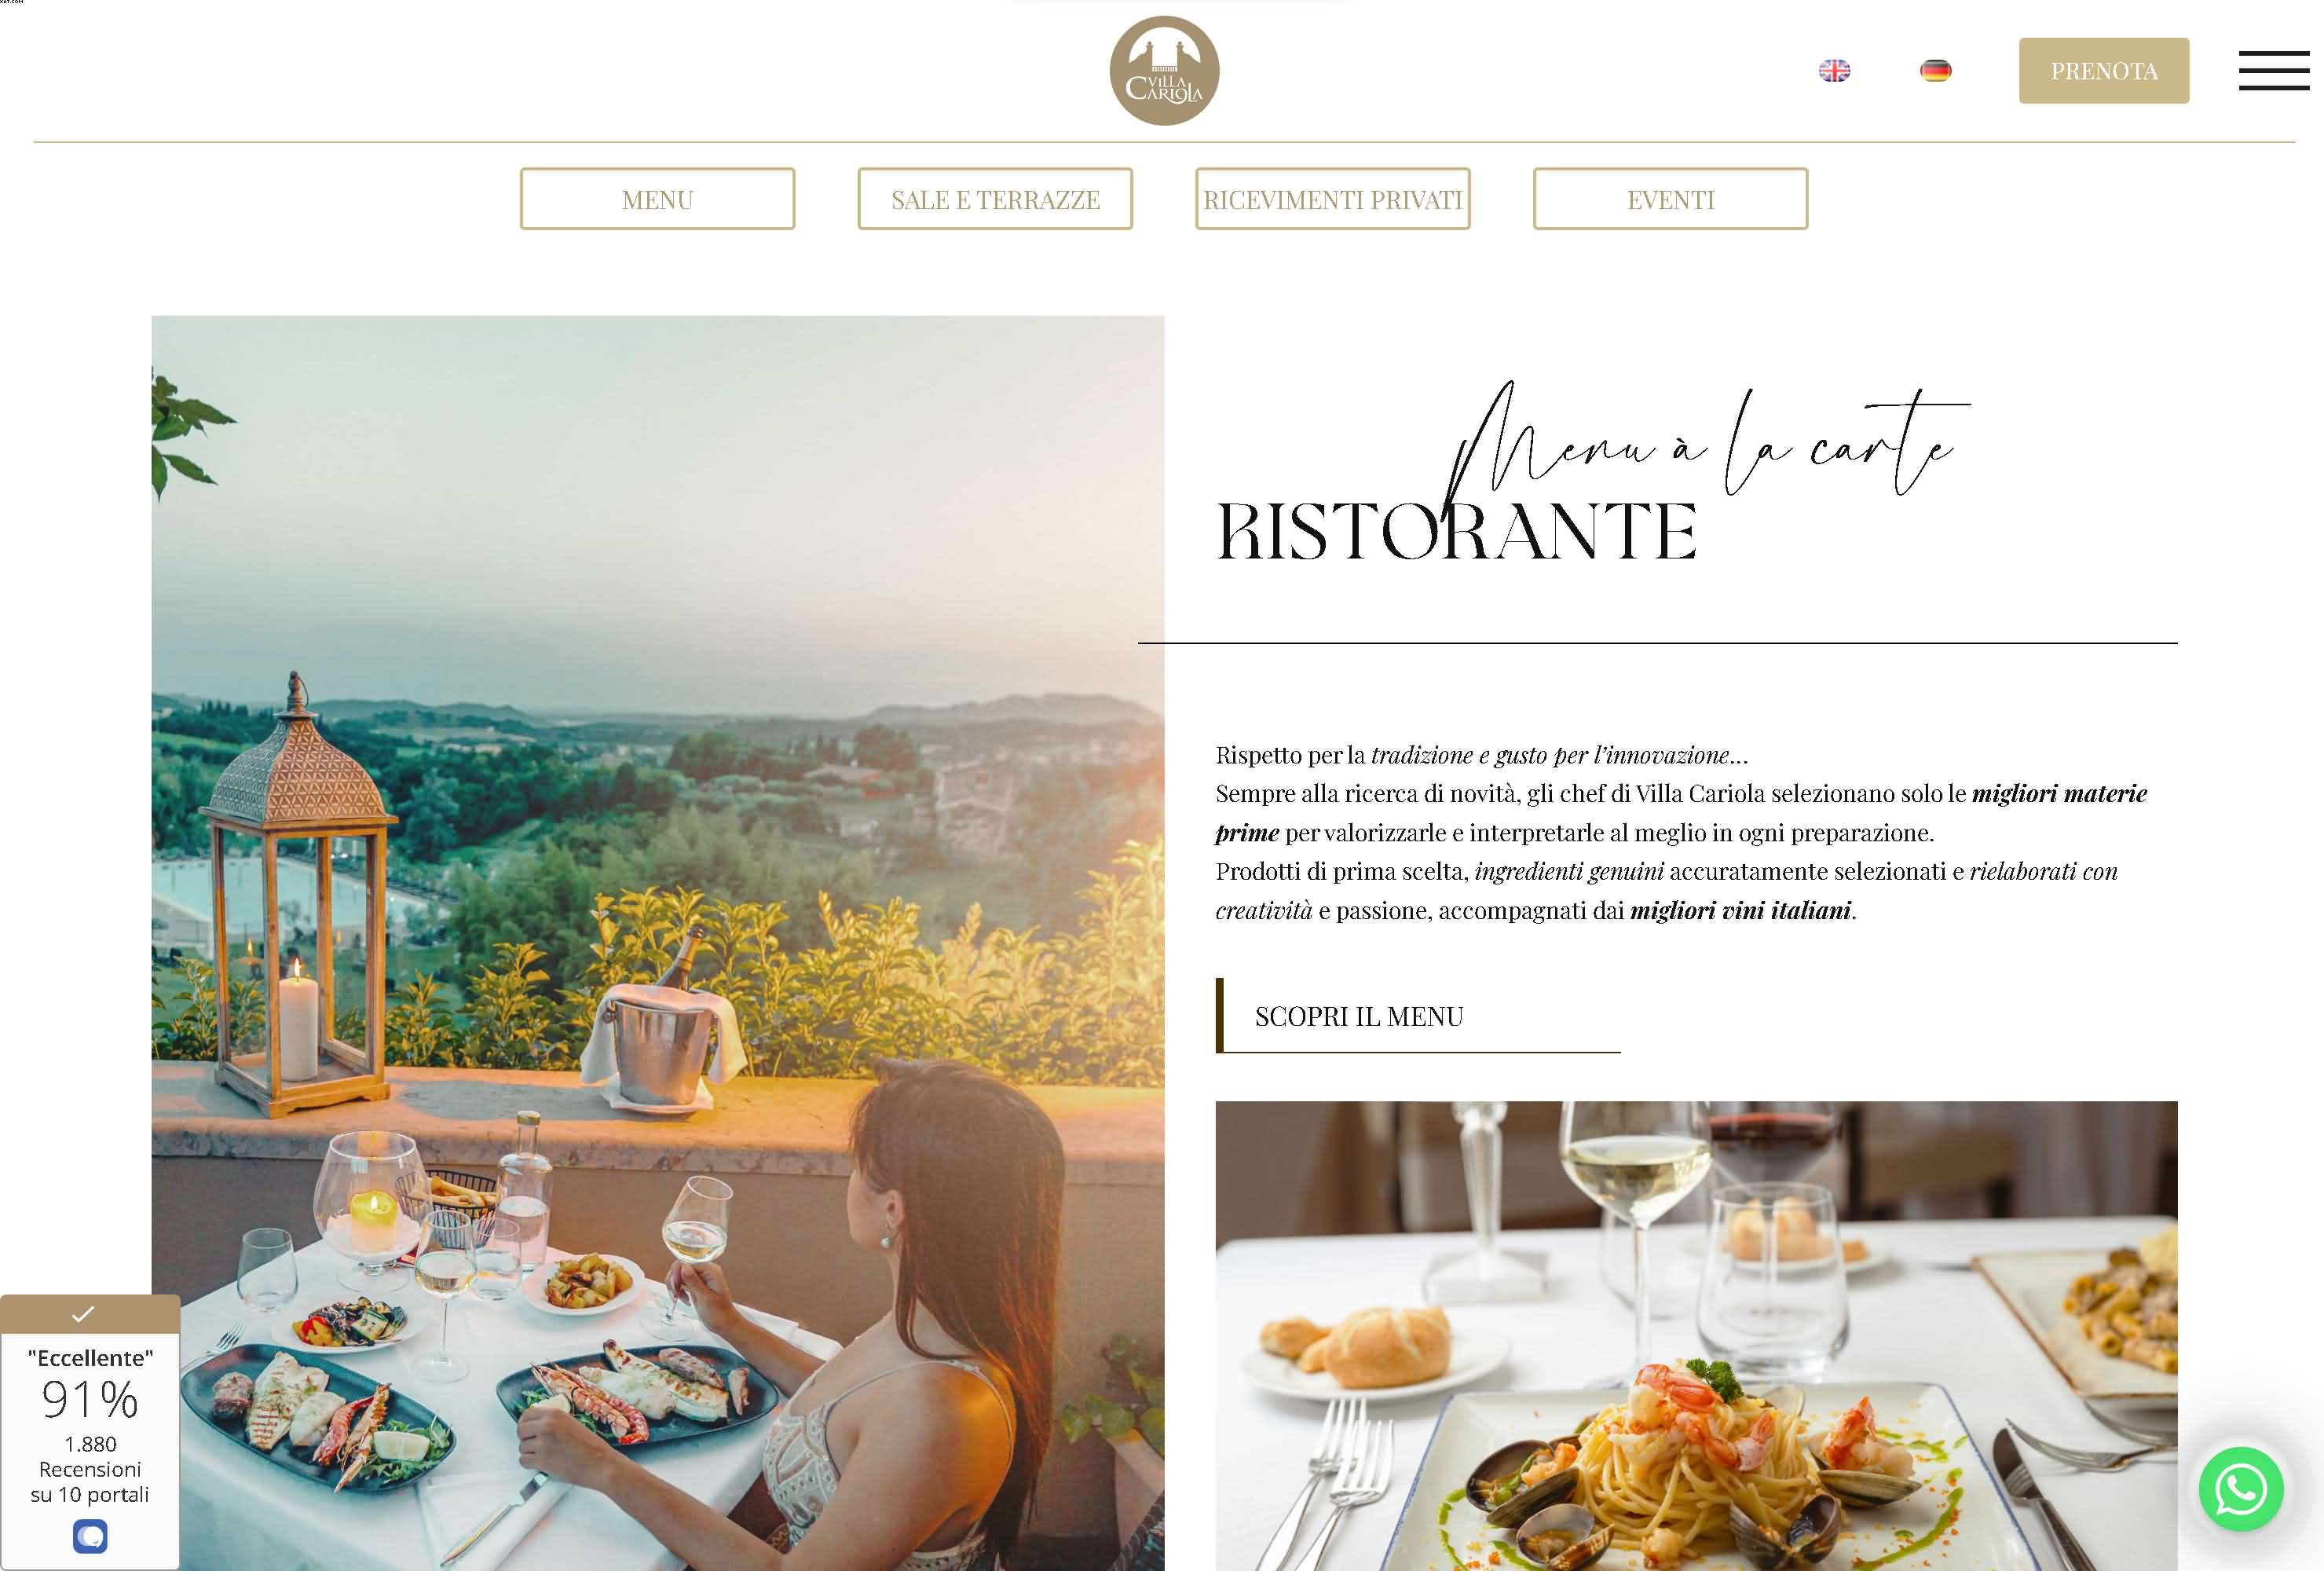 VILLA
CARIOLA
PRENOTA
MENU
SALE E TERRAZZE
RICEVIMENTI PRIVATI
EVENTI
Menu à la carte
RISTORANTE
Rispetto per la tradizione e gusto per l'innovazione...
Sempre alla ricerca di novità, gli chef di Villa Cariola selezionano solo le migliori materie
prime per valorizzarle e interpretarle al meglio in ogni preparazione.
Prodotti di prima scelta, ingredienti genuini accuratamente selezionati e rielaborati con
creatività e passione, accompagnati dai migliori vini italiani.
SCOPRI IL MENU
"Eccellente"
91%
1.880
Recensioni
su 10 portali